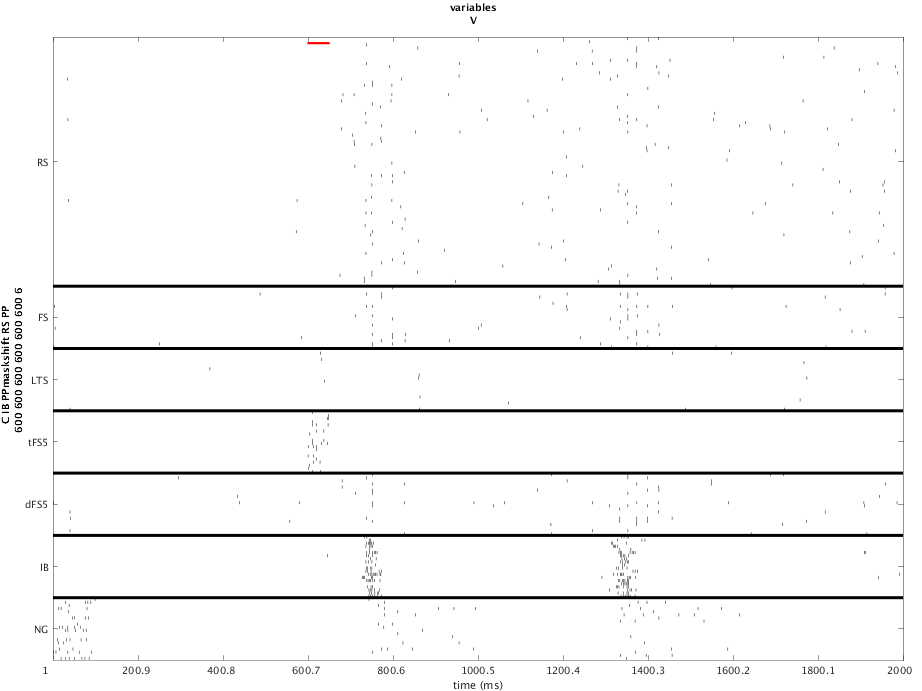 variables
V
RS
FS
LTS
tFS5
dFS5
IB
NG
C IB PPmaskshift RS PP
600 600 600 600 600 600 600 6
1 200.9 400.8 600.7 800.6 1000.5 1200.4 1400.3 1600.2 1800.1 2000
time (ms)